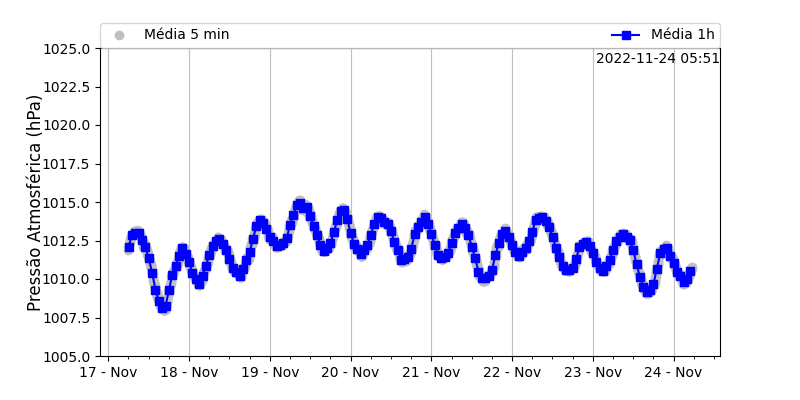 Média 5 min
Média 1h
2022-11-24 05:51
Pressão Atmosférica (hPa)
1025.0
1022.5
1020.0
1017.5
1015.0
1012.5
1010.0
1007.5
1005.0
17 - Nov
18 - Nov
19 - Nov
20 - Nov
21 - Nov
22 - Nov
23 - Nov
24 - Nov